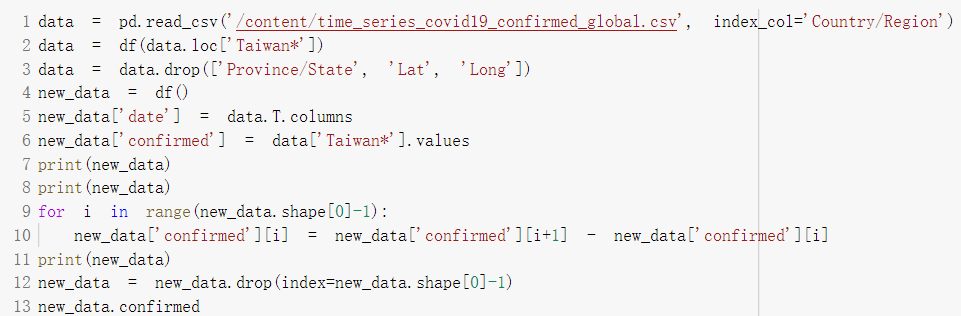 1 data = pd.read_csv('/content/time_series_covid19_confirmed_global.csv', index_col='Country/Region')
2 data = df(data.loc['Taiwan*'])
3 data = data.drop(['Province/State', 'Lat', 'Long'])
4 new_data = df()
5 new_data['date'] = data.T.columns
6 new_data['confirmed'] = data['Taiwan*'].values
7 print(new_data)
8 print(new_data)
9 for i in range(new_data.shape[0]-1):
10     new_data['confirmed'][i] = new_data['confirmed'][i+1] - new_data['confirmed'][i]
11 print(new_data)
12 new_data = new_data.drop(index=new_data.shape[0]-1)
13 new_data.confirmed